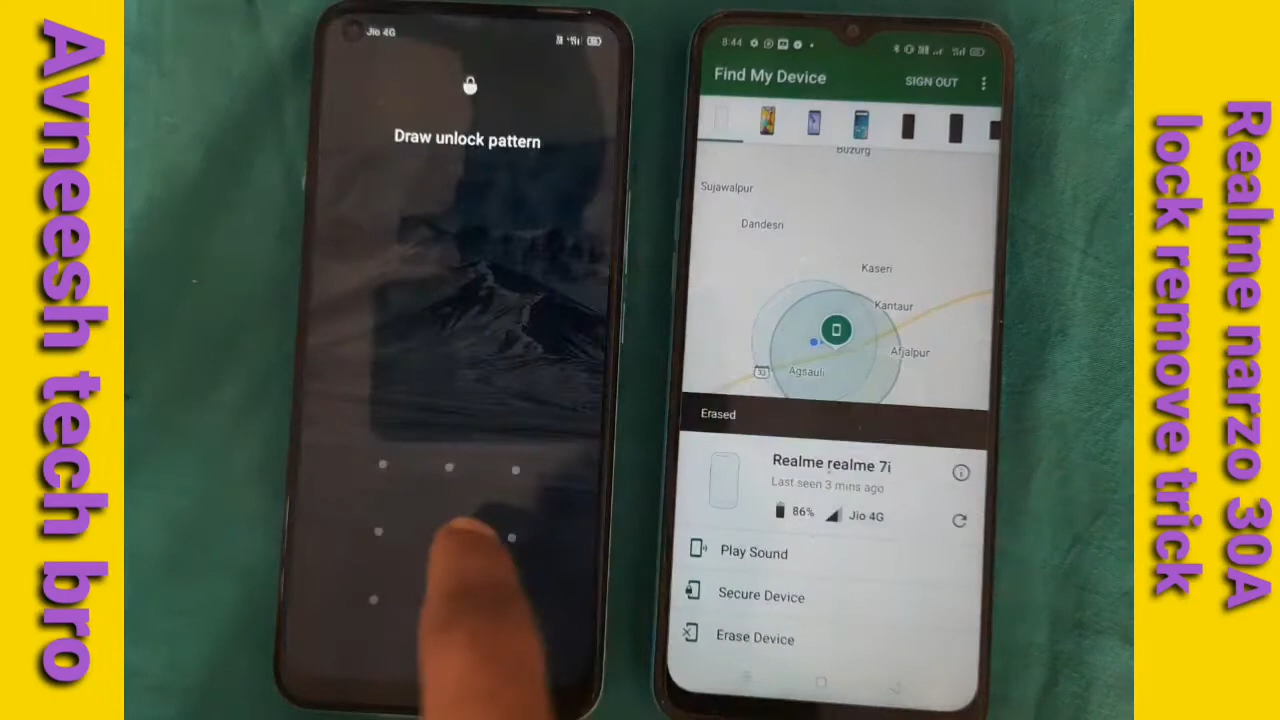 Avneesh tech bro
Jio 4G
Draw unlock pattern
8:44
Find My Device
SIGN OUT
Buzurg
Sujawalpur
Dandesri
Kaseri
Kantaur
Afjalpur
Agsauli
Erased
Realme realme 7i
Last seen 3 mins ago
86% Jio 4G
Play Sound
Secure Device
Erase Device
Realme narzo 30A
lock remove trick